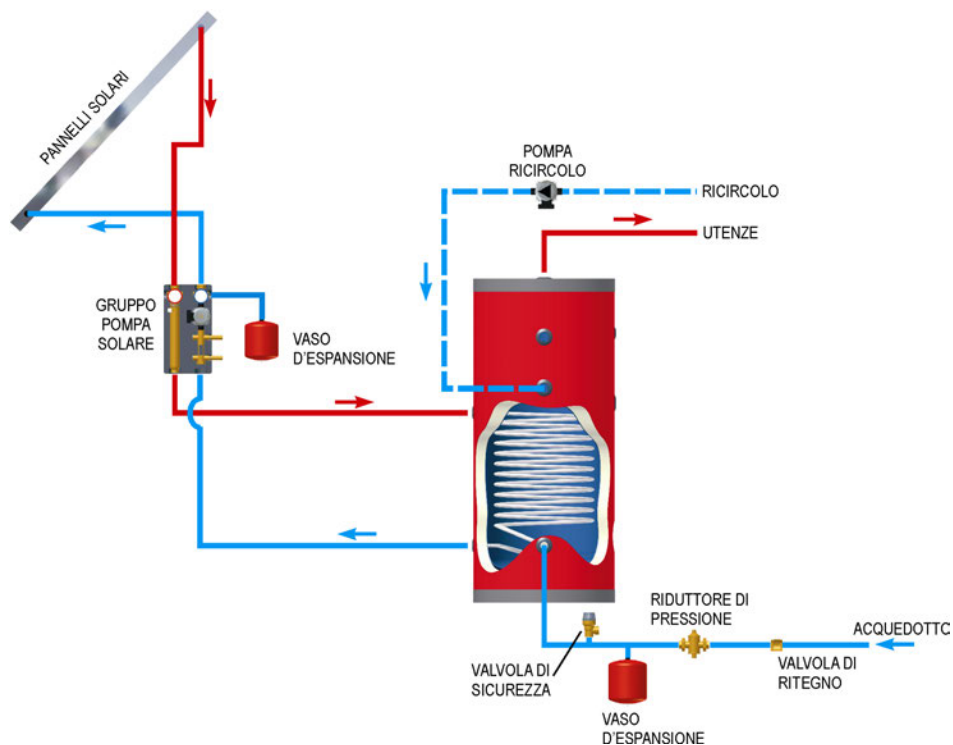 PANNELLI SOLARI
POMPA
RICIRCOLO
RICIRCOLO
UTENZE
GRUPPO
POMPA
SOLARE
VASO
D'ESPANSIONE
RIDUTTORE DI
PRESSIONE
ACQUEDOTTC
VALVOLA DI
SICUREZZA
VALVOLA DI
RITEGNO
VASO
D'ESPANSIONE